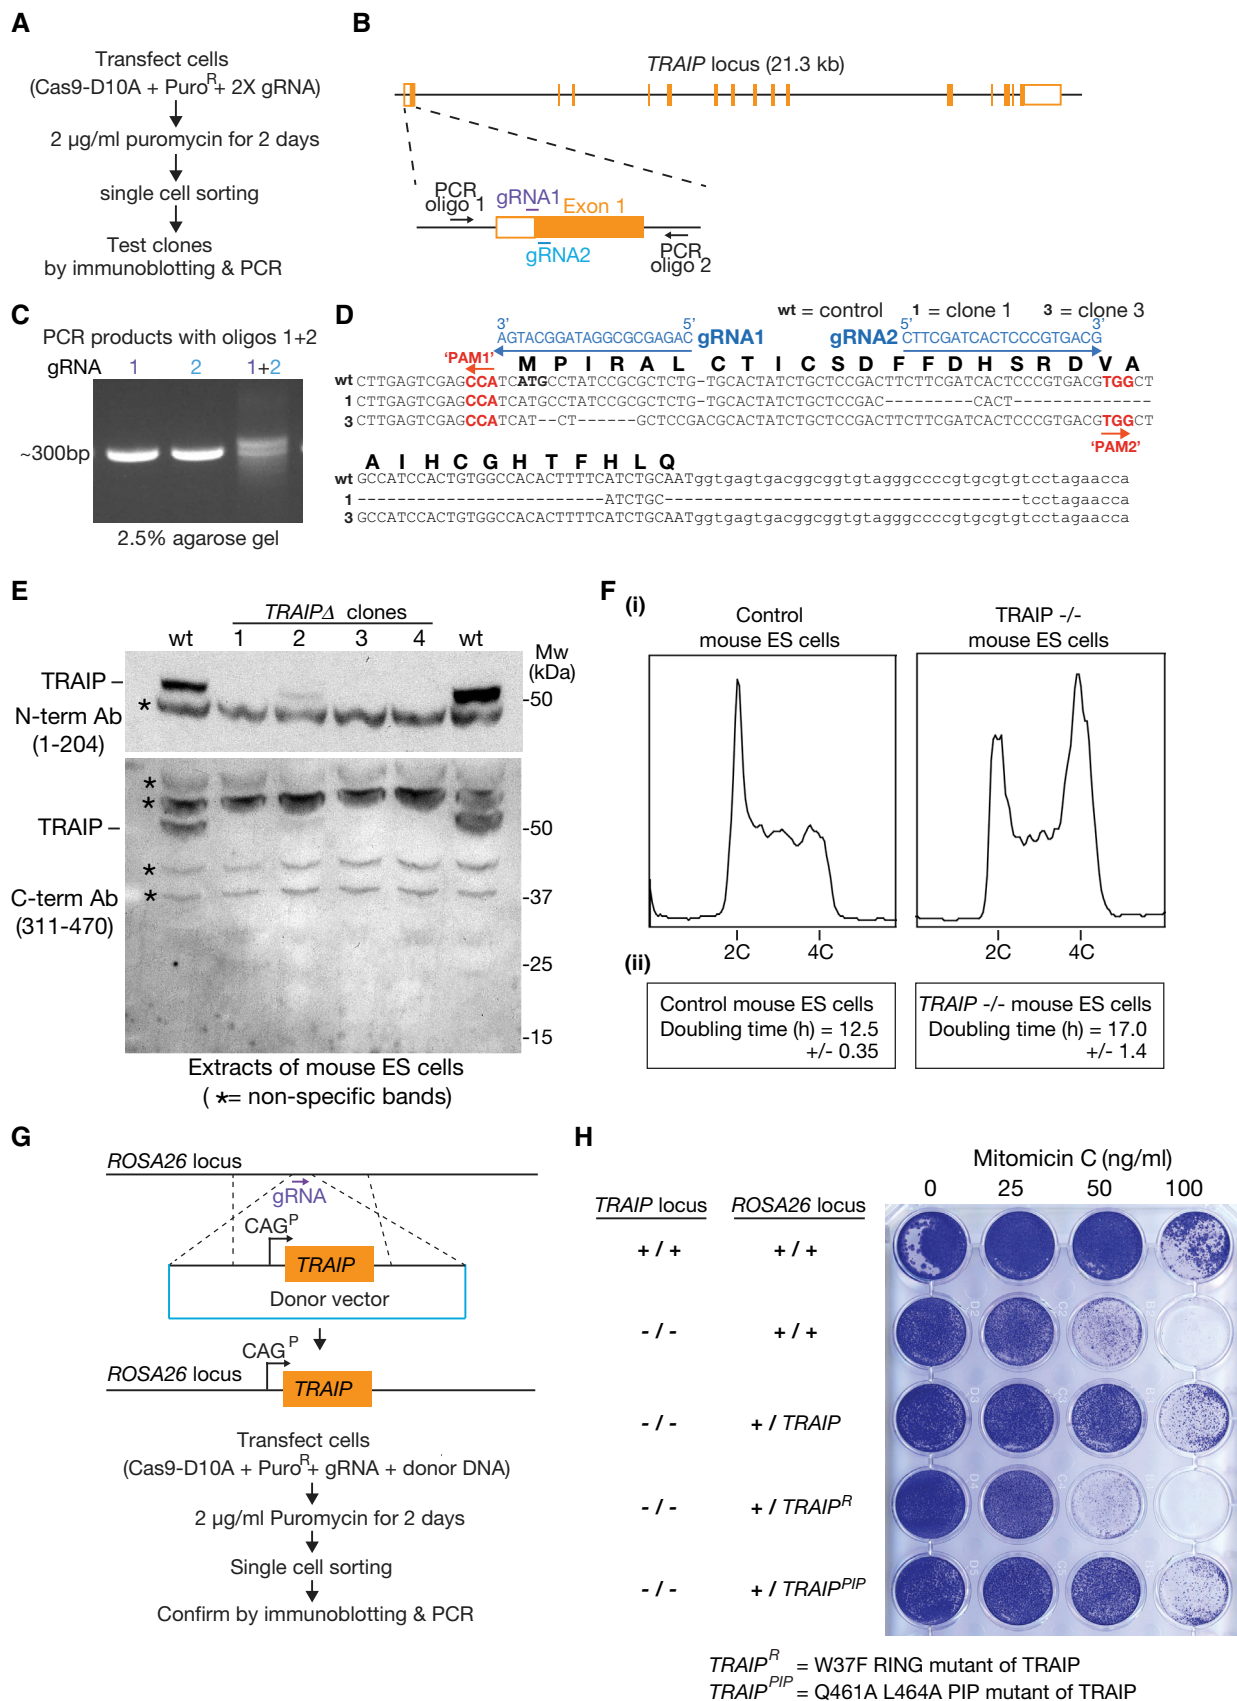 A
Transfect cells
(Cas9-D10A + Puro^R + 2X gRNA)
2 µg/ml puromycin for 2 days
single cell sorting
Test clones
by immunoblotting & PCR
B
TRAIP locus (21.3 kb)
PCR
oligo 1
gRNA1
Exon 1
gRNA2
PCR
oligo 2
C
PCR products with oligos 1+2
gRNA 1 2 1+2
~300bp
2.5% agarose gel
D
wt = control 1 = clone 1 3 = clone 3
3' 5' 5' 3'
AGTACGGATAGGCGCGAGAC gRNA1 gRNA2 CTTCGATCACTCCCGTGACG
'PAM1' M P I R A L C T I C S D F F D H S R D V A
wt CTTGAGTCGAGCCATCATGCCTATCCGCGCTCTG-TGCACTATCTGCTCCGACTTCTTCGATCACTCCCGTGACGTGGCT
1 CTTGAGTCGAGCCATCATGCCTATCCGCGCTCTG-TGCACTATCTGCTCCGAC---------CACT----------------
3 CTTGAGTCGAGCCATCAT--CT------GCTCCGACGCACTATCTGCTCCGACTTCTTCGATCACTCCCGTGACGTGGCT
'PAM2'
A I H C G H T F H L Q
wt GCCATCCACTGTGGCCACACTTTTCATCTGCAATggtgagtgacggcggtgtagggccccgtgcgtgtcctagaacca
1 -------------------------ATCTGC------------------------------------tcctagaacca
3 GCCATCCACTGTGGCCACACTTTTCATCTGCAATggtgagtgacggcggtgtagggccccgtgcgtgtcctagaacca
E
TRAIPΔ clones
wt 1 2 3 4 wt
Mw
(kDa)
TRAIP –
*
-50
N-term Ab
(1-204)
*
*
TRAIP –
-50
*
C-term Ab
(311-470)
*
-37
-25
-15
Extracts of mouse ES cells
( *= non-specific bands)
F
(i)
Control
mouse ES cells
TRAIP -/-
mouse ES cells
2C 4C 2C 4C
(ii)
Control mouse ES cells
Doubling time (h) = 12.5
+/- 0.35
TRAIP -/- mouse ES cells
Doubling time (h) = 17.0
+/- 1.4
G
ROSA26 locus
gRNA
CAG^P
TRAIP
Donor vector
CAG^P
ROSA26 locus
TRAIP
Transfect cells
(Cas9-D10A + Puro^R + gRNA + donor DNA)
2 µg/ml Puromycin for 2 days
Single cell sorting
Confirm by immunoblotting & PCR
H
Mitomicin C (ng/ml)
TRAIP locus ROSA26 locus 0 25 50 100
+ / + + / +
- / - + / +
- / - + / TRAIP
- / - + / TRAIP^R
- / - + / TRAIP^PIP
TRAIP^R = W37F RING mutant of TRAIP
TRAIP^PIP = Q461A L464A PIP mutant of TRAIP